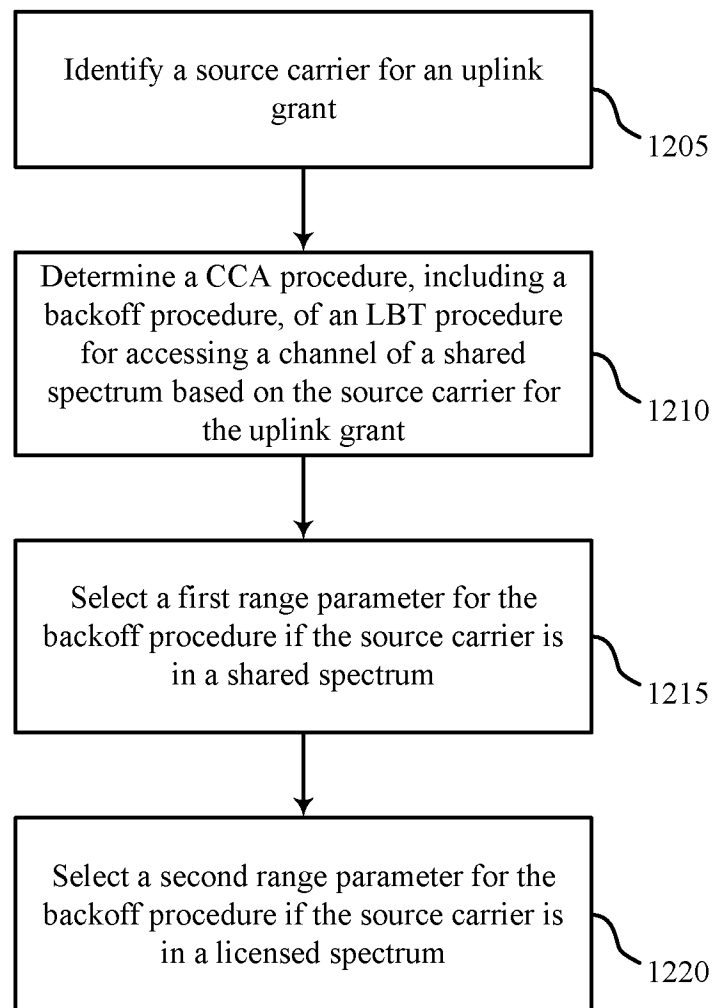 Identify a source carrier for an uplink
grant
1205
Determine a CCA procedure, including a
backoff procedure, of an LBT procedure
for accessing a channel of a shared
spectrum based on the source carrier for
the uplink grant
1210
Select a first range parameter for the
backoff procedure if the source carrier is
in a shared spectrum
1215
Select a second range parameter for the
backoff procedure if the source carrier is
in a licensed spectrum
1220